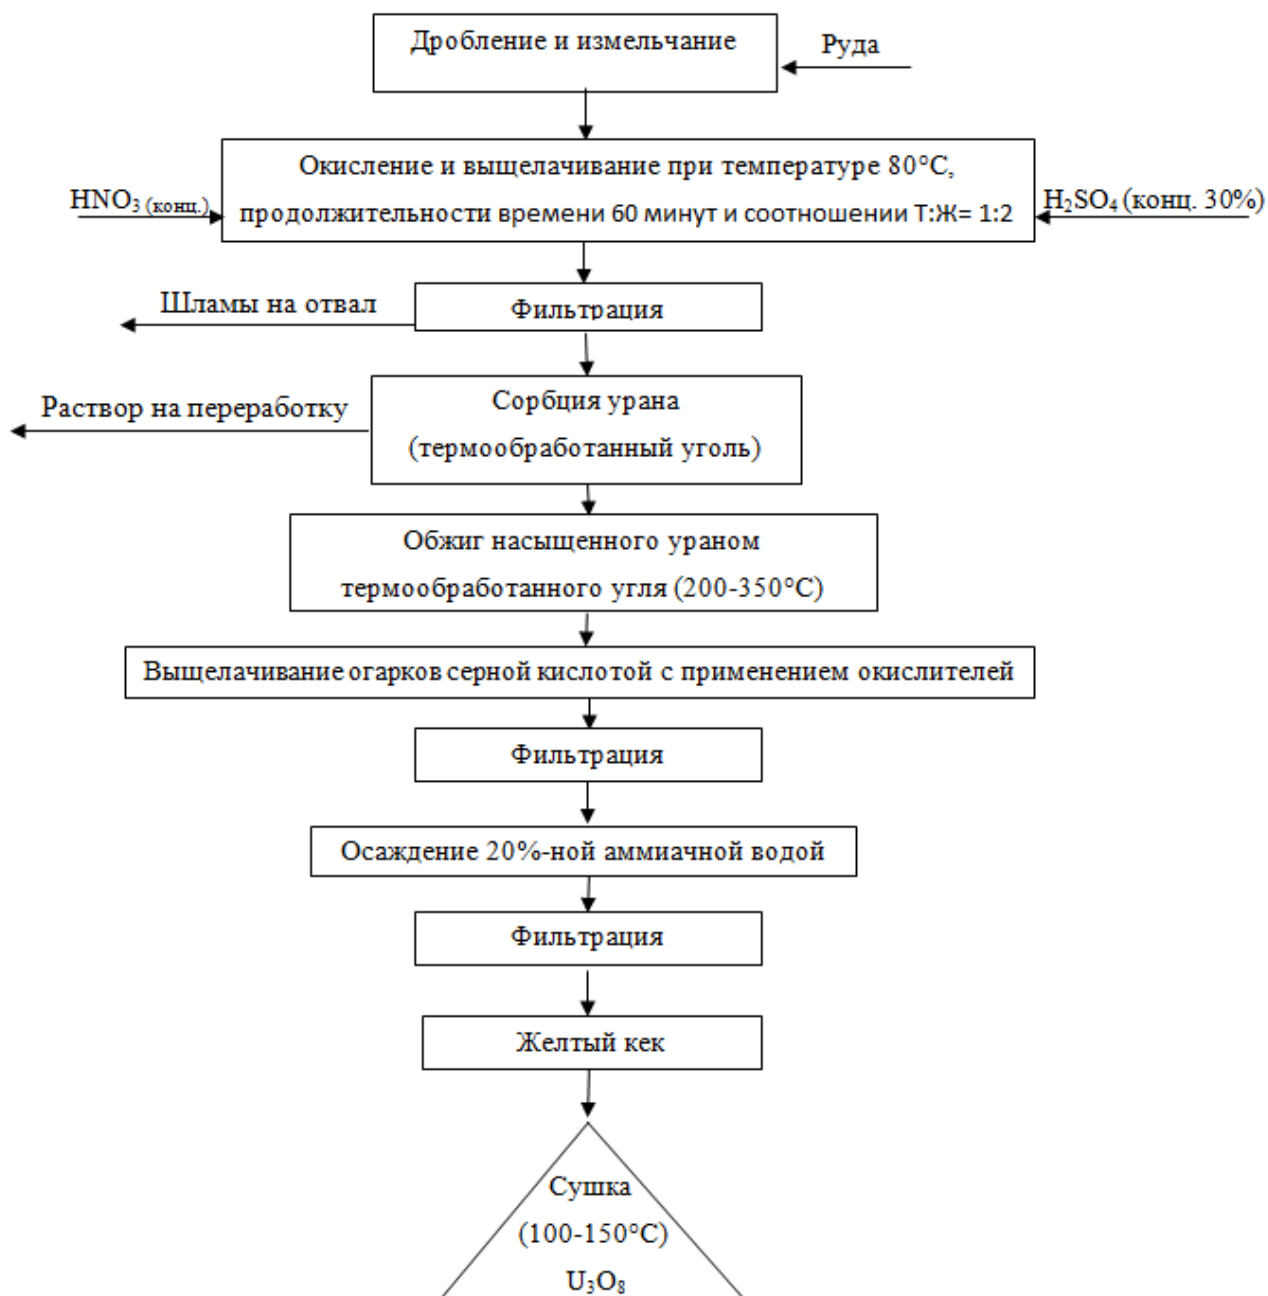 Дробление и измельчание
Руда
Окисление и выщелачивание при температуре 80°C,
продолжительности времени 60 минут и соотношении Т:Ж= 1:2
HNO₃ (конц.)
H₂SO₄ (конц. 30%)
Шламы на отвал
Фильтрация
Раствор на переработку
Сорбция урана
(термообработанный уголь)
Обжиг насыщенного ураном
термообработанного угля (200-350°C)
Выщелачивание огарков серной кислотой с применением окислителей
Фильтрация
Осаждение 20%-ной аммиачной водой
Фильтрация
Желтый кек
Сушка
(100-150°C)
U₃O₈